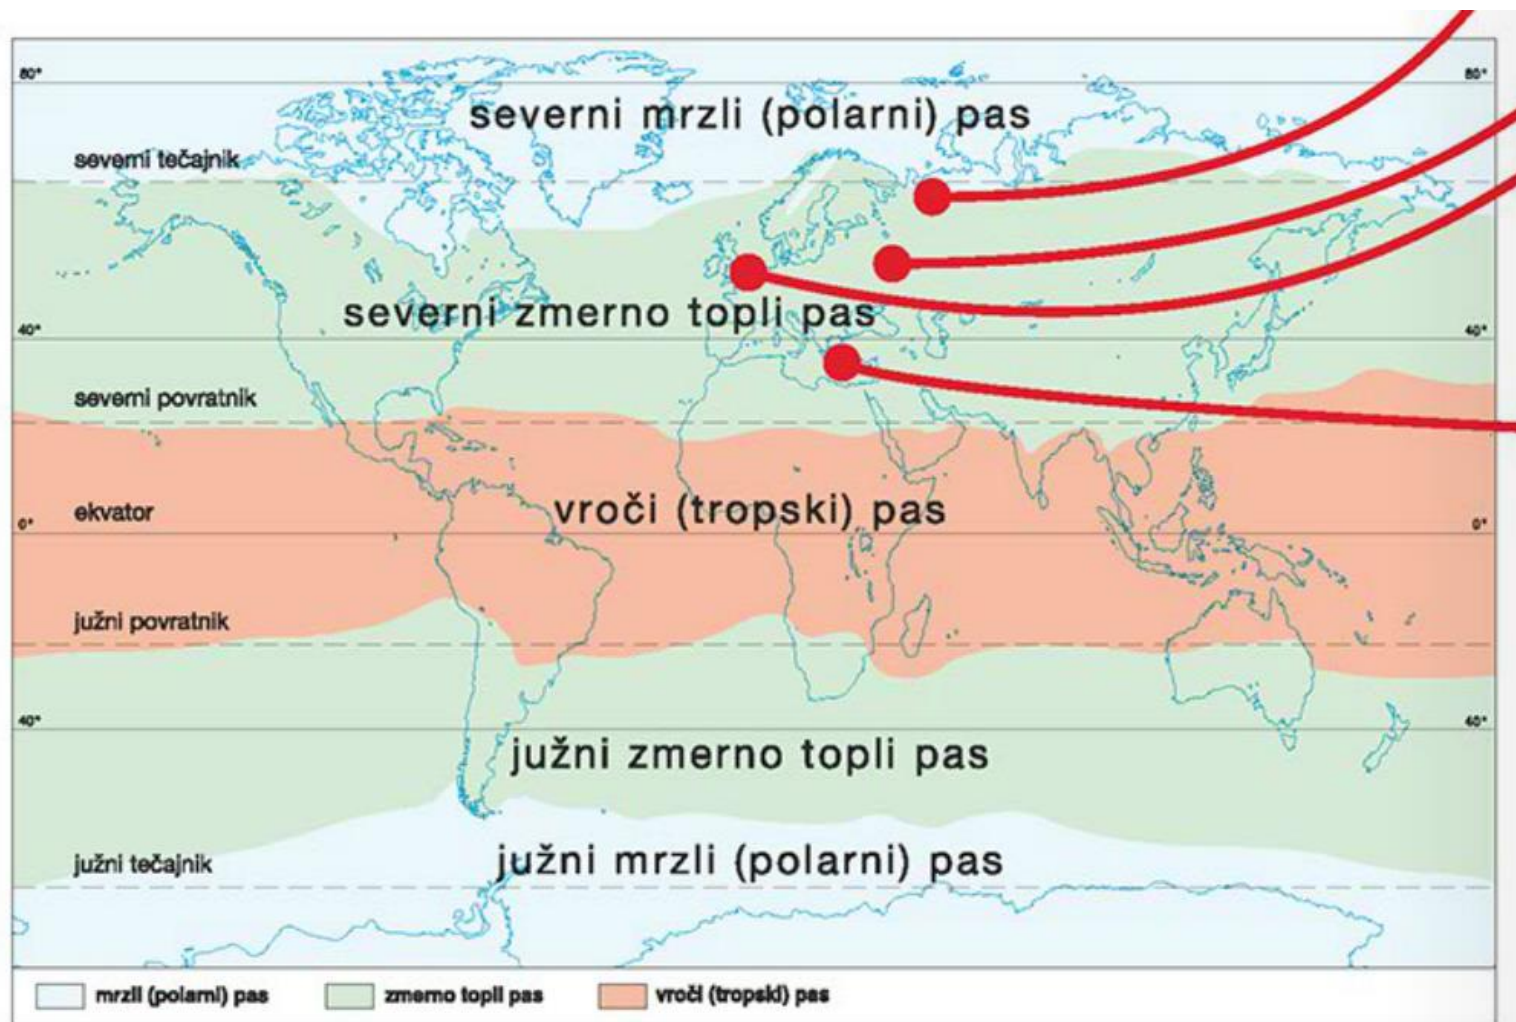 80° 80°
severni mrzli (polarni) pas
severni tečajnik
severni zmerno topli pas
40° 40°
severni povratnik
vroči (tropski) pas
ekvator
0° 0°
južni povratnik
40° 40°
južni zmerno topli pas
južni tečajnik
južni mrzli (polarni) pas
mrzli (polarni) pas zmerno topli pas vroči (tropski) pas